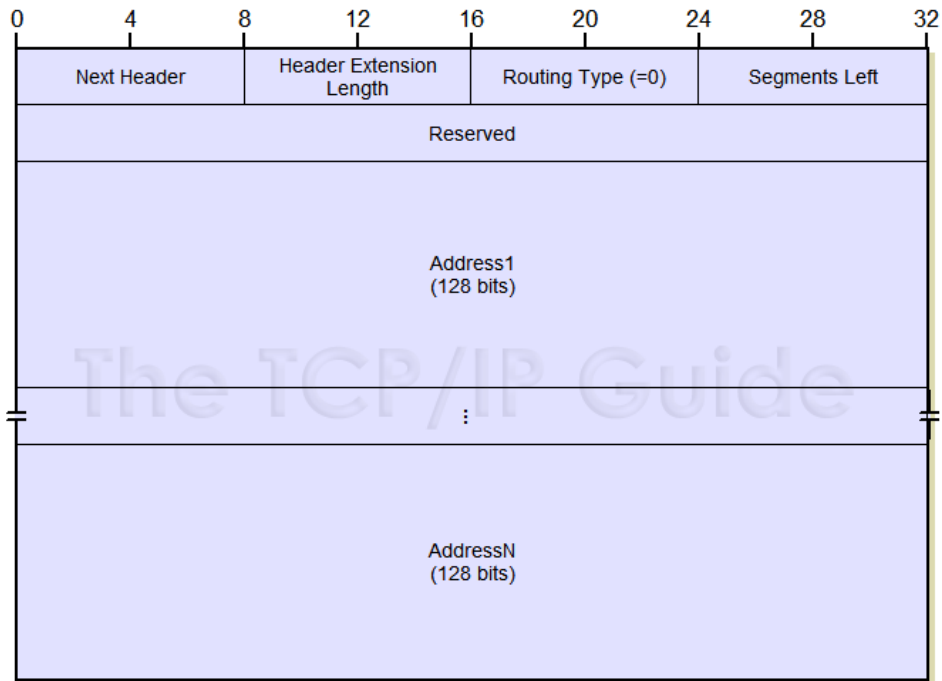 0 4 8 12 16 20 24 28 32
Next Header
Header Extension
Length
Routing Type (=0)
Segments Left
Reserved
Address1
(128 bits)
The TCP/IP Guide
⋮
AddressN
(128 bits)